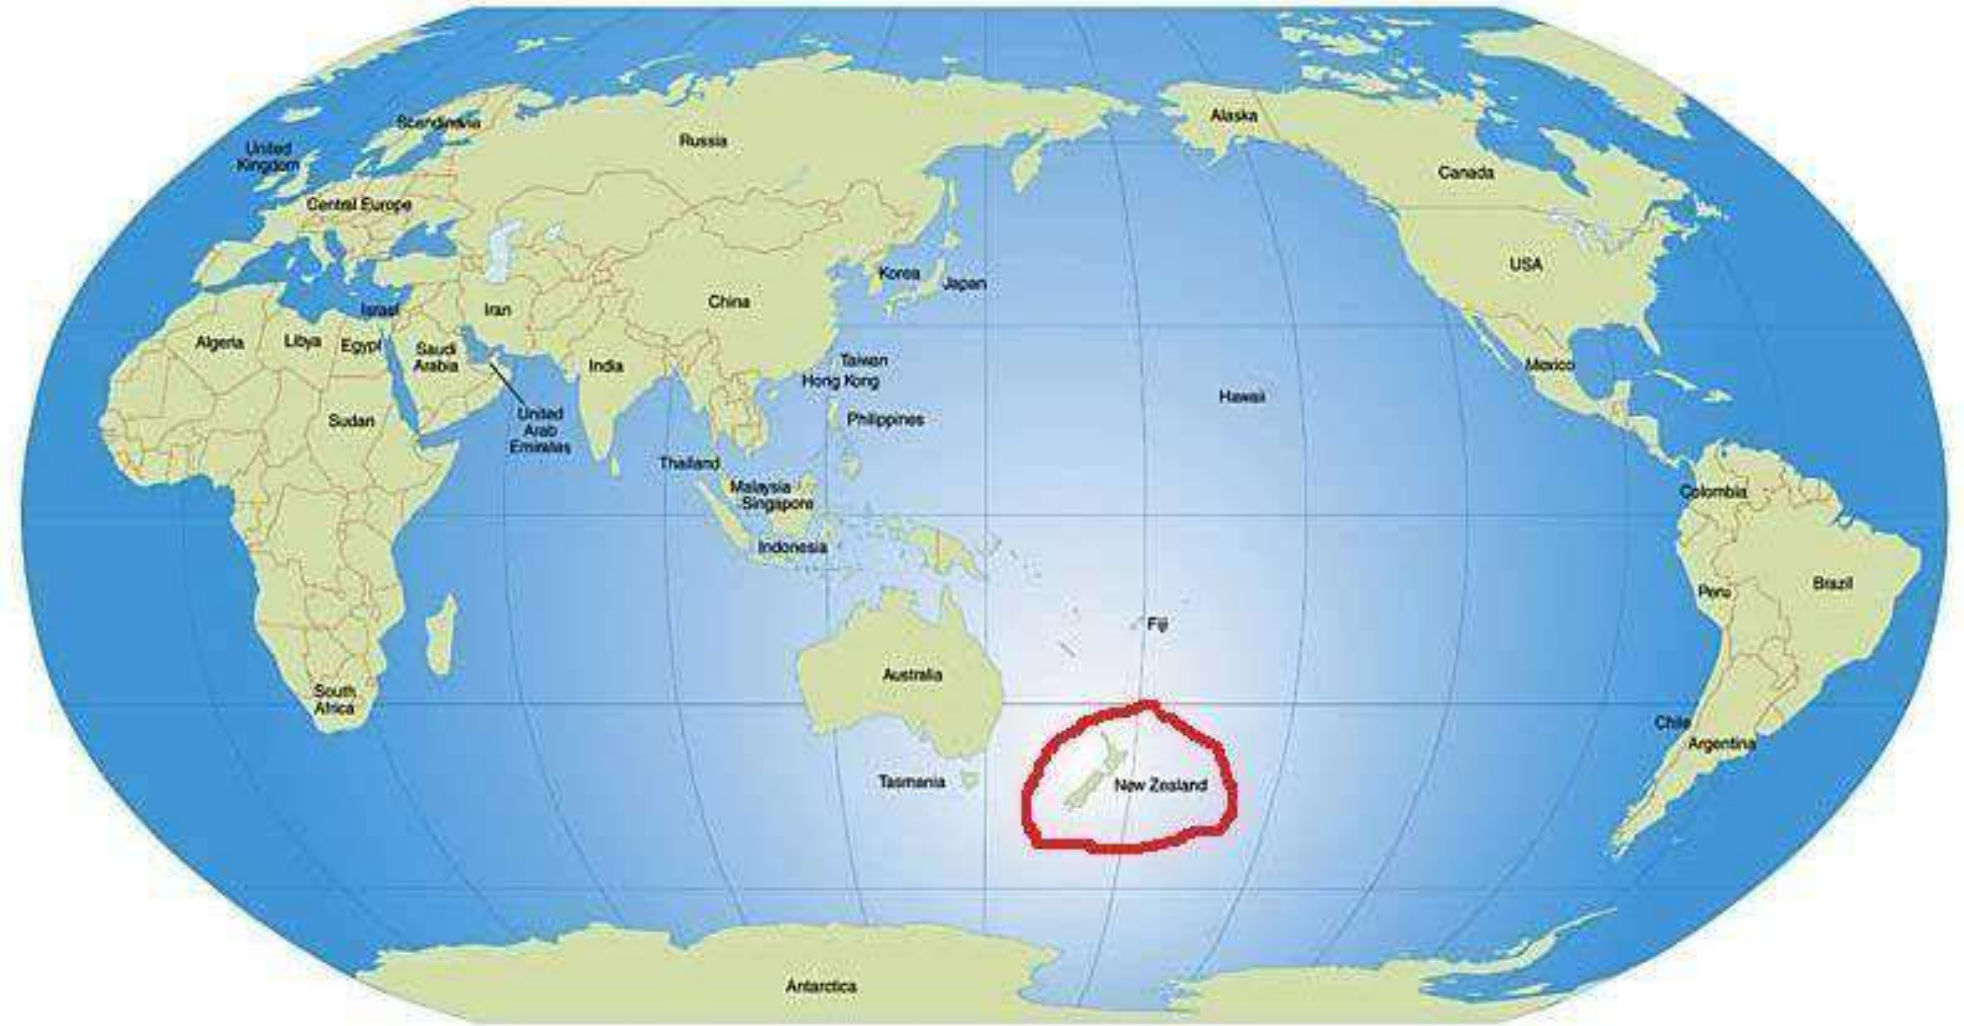 Scandinavia
Alaska
Russia
United
Kingdom
Canada
Central Europe
USA
Korea
Japan
China
Israel
Iran
Algeria
Libya
Egypt
Saudi
Arabia
India
Taiwan
Hong Kong
Mexico
Hawaii
Sudan
United
Arab
Emirates
Philippines
Thailand
Malaysia
Singapore
Colombia
Indonesia
Peru
Brazil
Fiji
Australia
South
Africa
Chile
Argentina
Tasmania
New Zealand
Antarctica